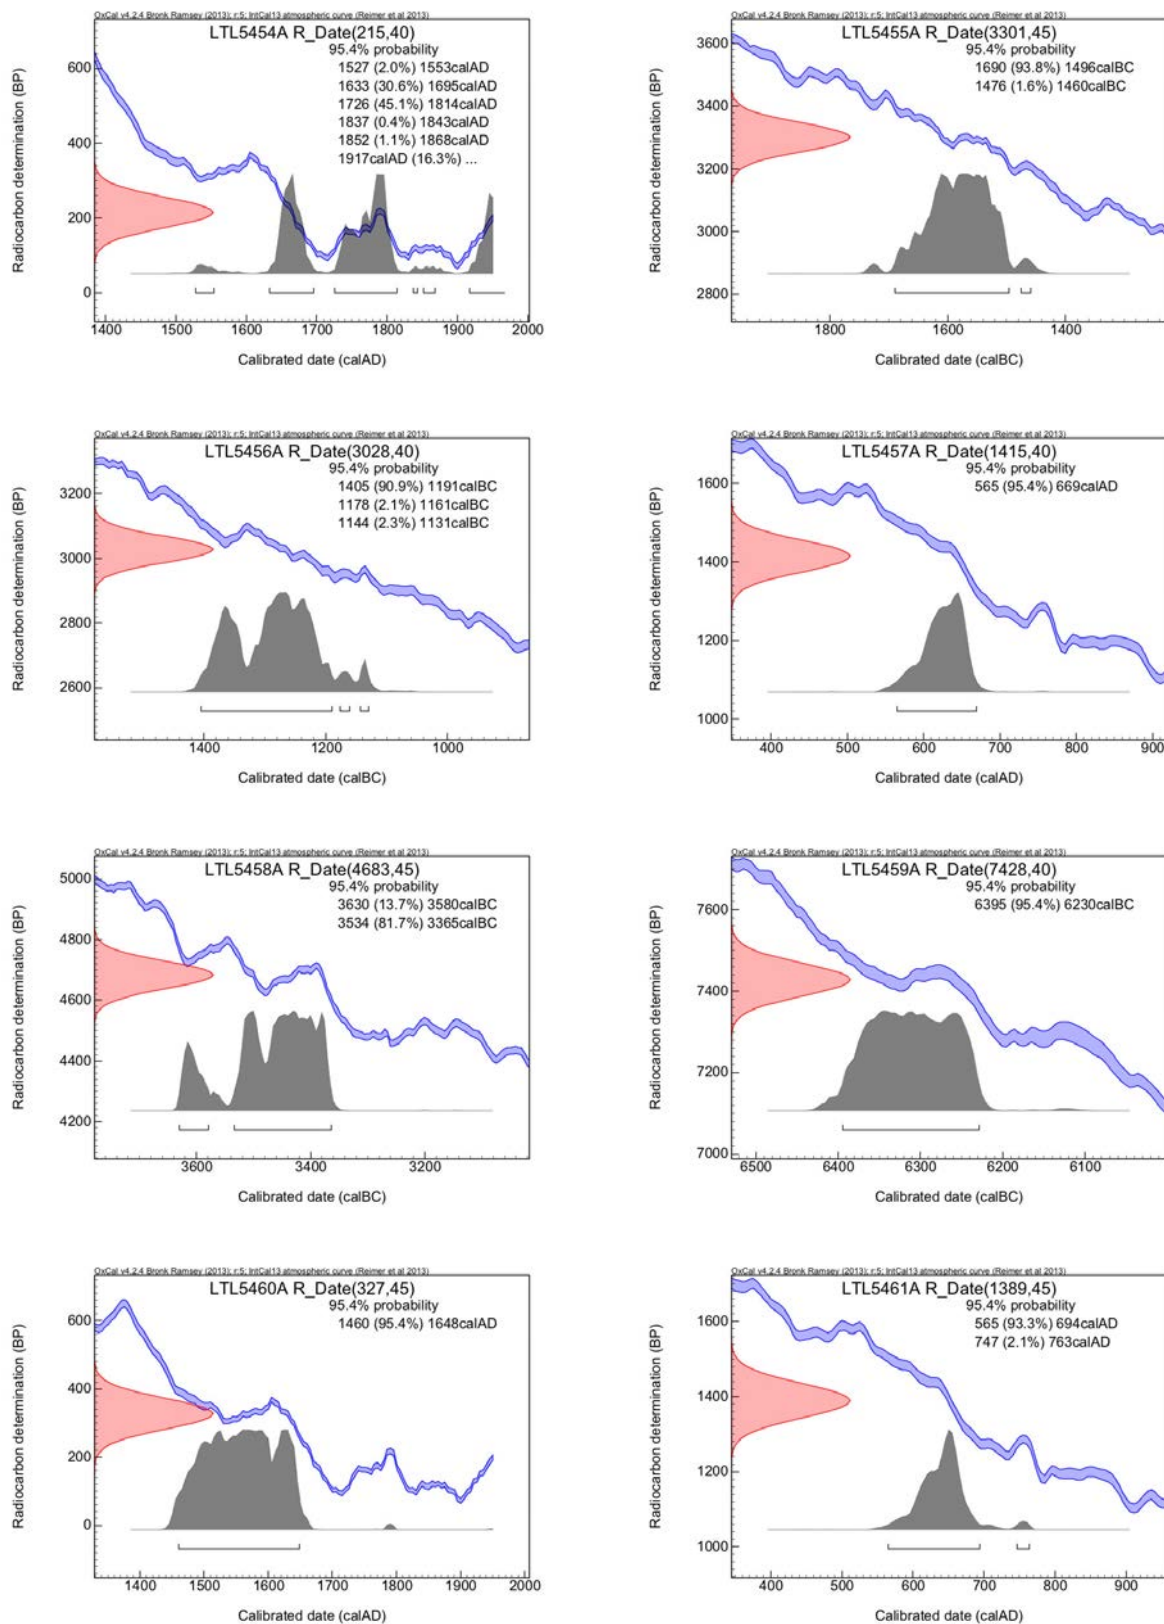 OxCal v4.2.4 Bronk Ramsey (2013); r:5; IntCal13 atmospheric curve (Reimer et al 2013)
LTL5454A R_Date(215,40)
95.4% probability
1527 (2.0%) 1553calAD
1633 (30.6%) 1695calAD
1726 (45.1%) 1814calAD
1837 (0.4%) 1843calAD
1852 (1.1%) 1868calAD
1917calAD (16.3%) ...
Radiocarbon determination (BP)
600
400
200
0
1400 1500 1600 1700 1800 1900 2000
Calibrated date (calAD)
OxCal v4.2.4 Bronk Ramsey (2013); r:5; IntCal13 atmospheric curve (Reimer et al 2013)
LTL5455A R_Date(3301,45)
95.4% probability
1690 (93.8%) 1496calBC
1476 (1.6%) 1460calBC
Radiocarbon determination (BP)
3600
3400
3200
3000
2800
1800 1600 1400
Calibrated date (calBC)
OxCal v4.2.4 Bronk Ramsey (2013); r:5; IntCal13 atmospheric curve (Reimer et al 2013)
LTL5456A R_Date(3028,40)
95.4% probability
1405 (90.9%) 1191calBC
1178 (2.1%) 1161calBC
1144 (2.3%) 1131calBC
Radiocarbon determination (BP)
3200
3000
2800
2600
1400 1200 1000
Calibrated date (calBC)
OxCal v4.2.4 Bronk Ramsey (2013); r:5; IntCal13 atmospheric curve (Reimer et al 2013)
LTL5457A R_Date(1415,40)
95.4% probability
565 (95.4%) 669calAD
Radiocarbon determination (BP)
1600
1400
1200
1000
400 500 600 700 800 900
Calibrated date (calAD)
OxCal v4.2.4 Bronk Ramsey (2013); r:5; IntCal13 atmospheric curve (Reimer et al 2013)
LTL5458A R_Date(4683,45)
95.4% probability
3630 (13.7%) 3580calBC
3534 (81.7%) 3365calBC
Radiocarbon determination (BP)
5000
4800
4600
4400
4200
3600 3400 3200
Calibrated date (calBC)
OxCal v4.2.4 Bronk Ramsey (2013); r:5; IntCal13 atmospheric curve (Reimer et al 2013)
LTL5459A R_Date(7428,40)
95.4% probability
6395 (95.4%) 6230calBC
Radiocarbon determination (BP)
7600
7400
7200
7000
6500 6400 6300 6200 6100
Calibrated date (calBC)
OxCal v4.2.4 Bronk Ramsey (2013); r:5; IntCal13 atmospheric curve (Reimer et al 2013)
LTL5460A R_Date(327,45)
95.4% probability
1460 (95.4%) 1648calAD
Radiocarbon determination (BP)
600
400
200
0
1400 1500 1600 1700 1800 1900 2000
Calibrated date (calAD)
OxCal v4.2.4 Bronk Ramsey (2013); r:5; IntCal13 atmospheric curve (Reimer et al 2013)
LTL5461A R_Date(1389,45)
95.4% probability
565 (93.3%) 694calAD
747 (2.1%) 763calAD
Radiocarbon determination (BP)
1600
1400
1200
1000
400 500 600 700 800 900
Calibrated date (calAD)